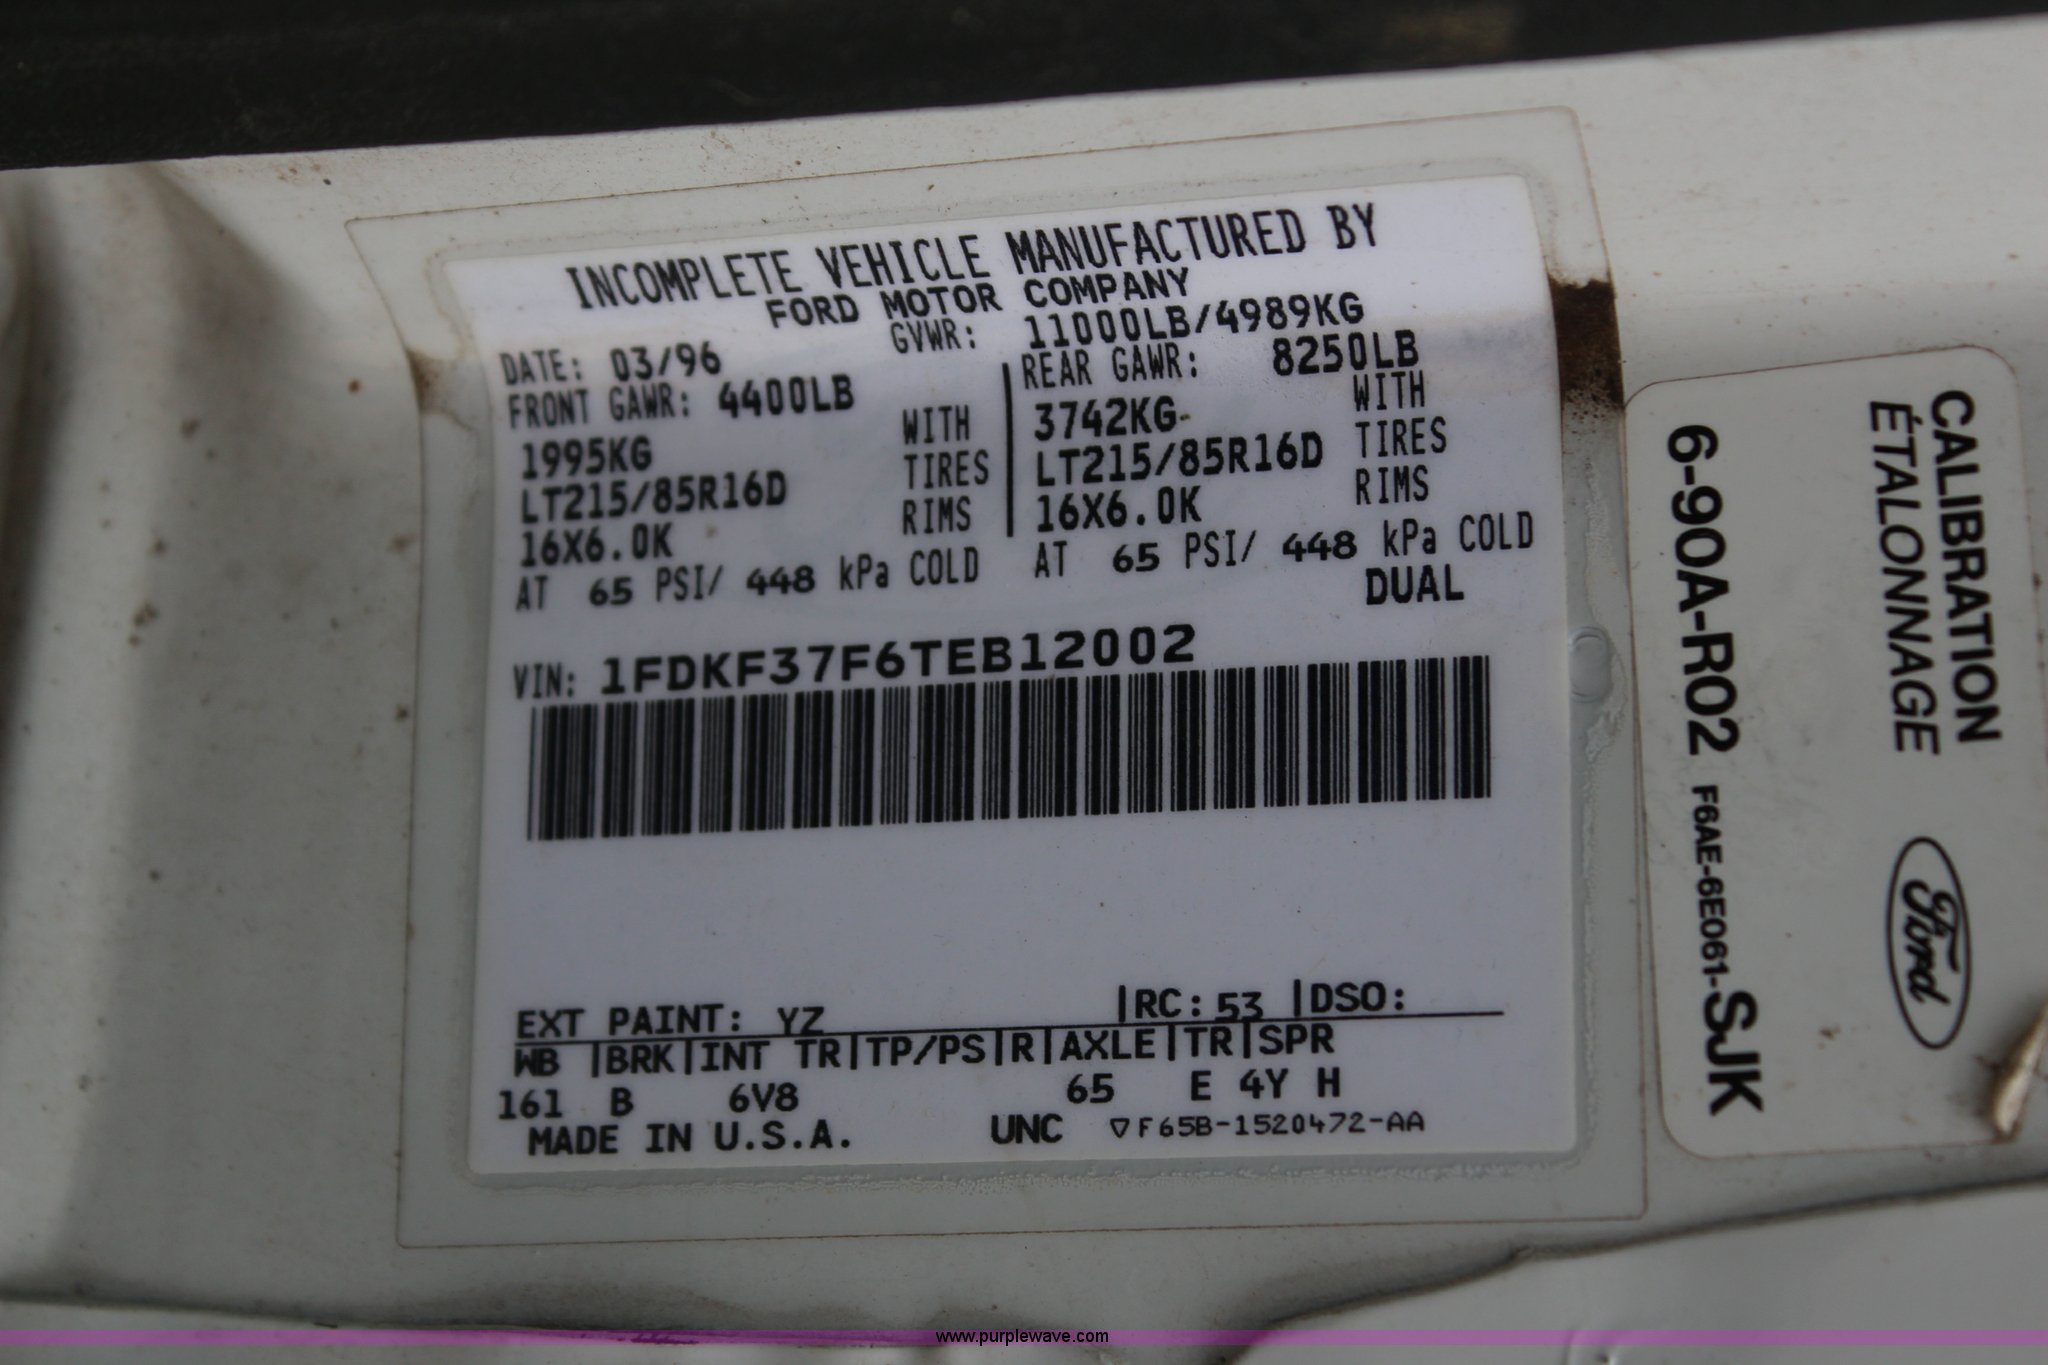 INCOMPLETE VEHICLE MANUFACTURED BY
FORD MOTOR COMPANY
DATE: 03/96 GVWR: 11000LB/4989KG
FRONT GAWR: 4400LB REAR GAWR: 8250LB
1995KG WITH 3742KG WITH
LT215/85R16D TIRES LT215/85R16D TIRES
16X6.0K RIMS 16X6.0K RIMS
AT 65 PSI/ 448 kPa COLD AT 65 PSI/ 448 kPa COLD
DUAL
VIN: 1FDKF37F6TEB12002
EXT PAINT: YZ |RC: 53 |DSO:
WB |BRK|INT TR|TP/PS|R|AXLE|TR|SPR
161 B 6V8 65 E 4Y H
MADE IN U.S.A. UNC ▽F65B-1520472-AA
CALIBRATION
ÉTALONNAGE
Ford
6-90A-R02 F6AE-6E061-SJK
www.purplewave.com